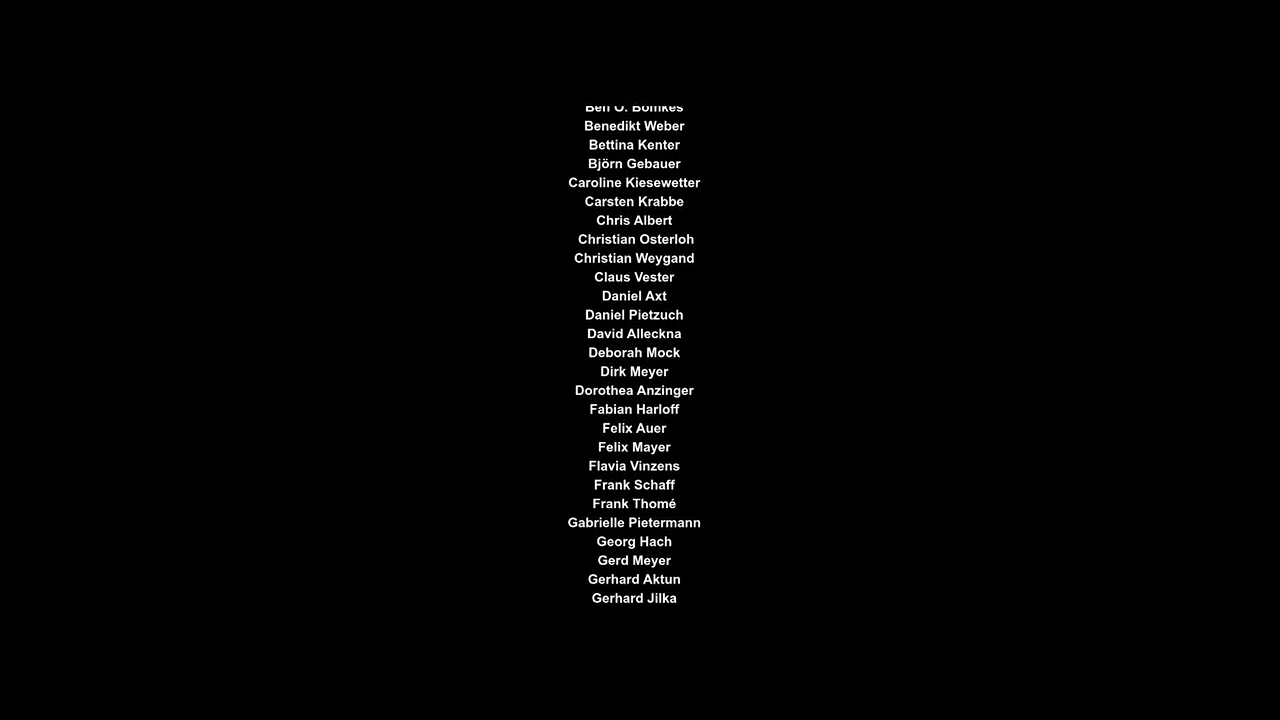 Ben O. Bomkes
Benedikt Weber
Bettina Kenter
Björn Gebauer
Caroline Kiesewetter
Carsten Krabbe
Chris Albert
Christian Osterloh
Christian Weygand
Claus Vester
Daniel Axt
Daniel Pietzuch
David Alleckna
Deborah Mock
Dirk Meyer
Dorothea Anzinger
Fabian Harloff
Felix Auer
Felix Mayer
Flavia Vinzens
Frank Schaff
Frank Thomé
Gabrielle Pietermann
Georg Hach
Gerd Meyer
Gerhard Aktun
Gerhard Jilka